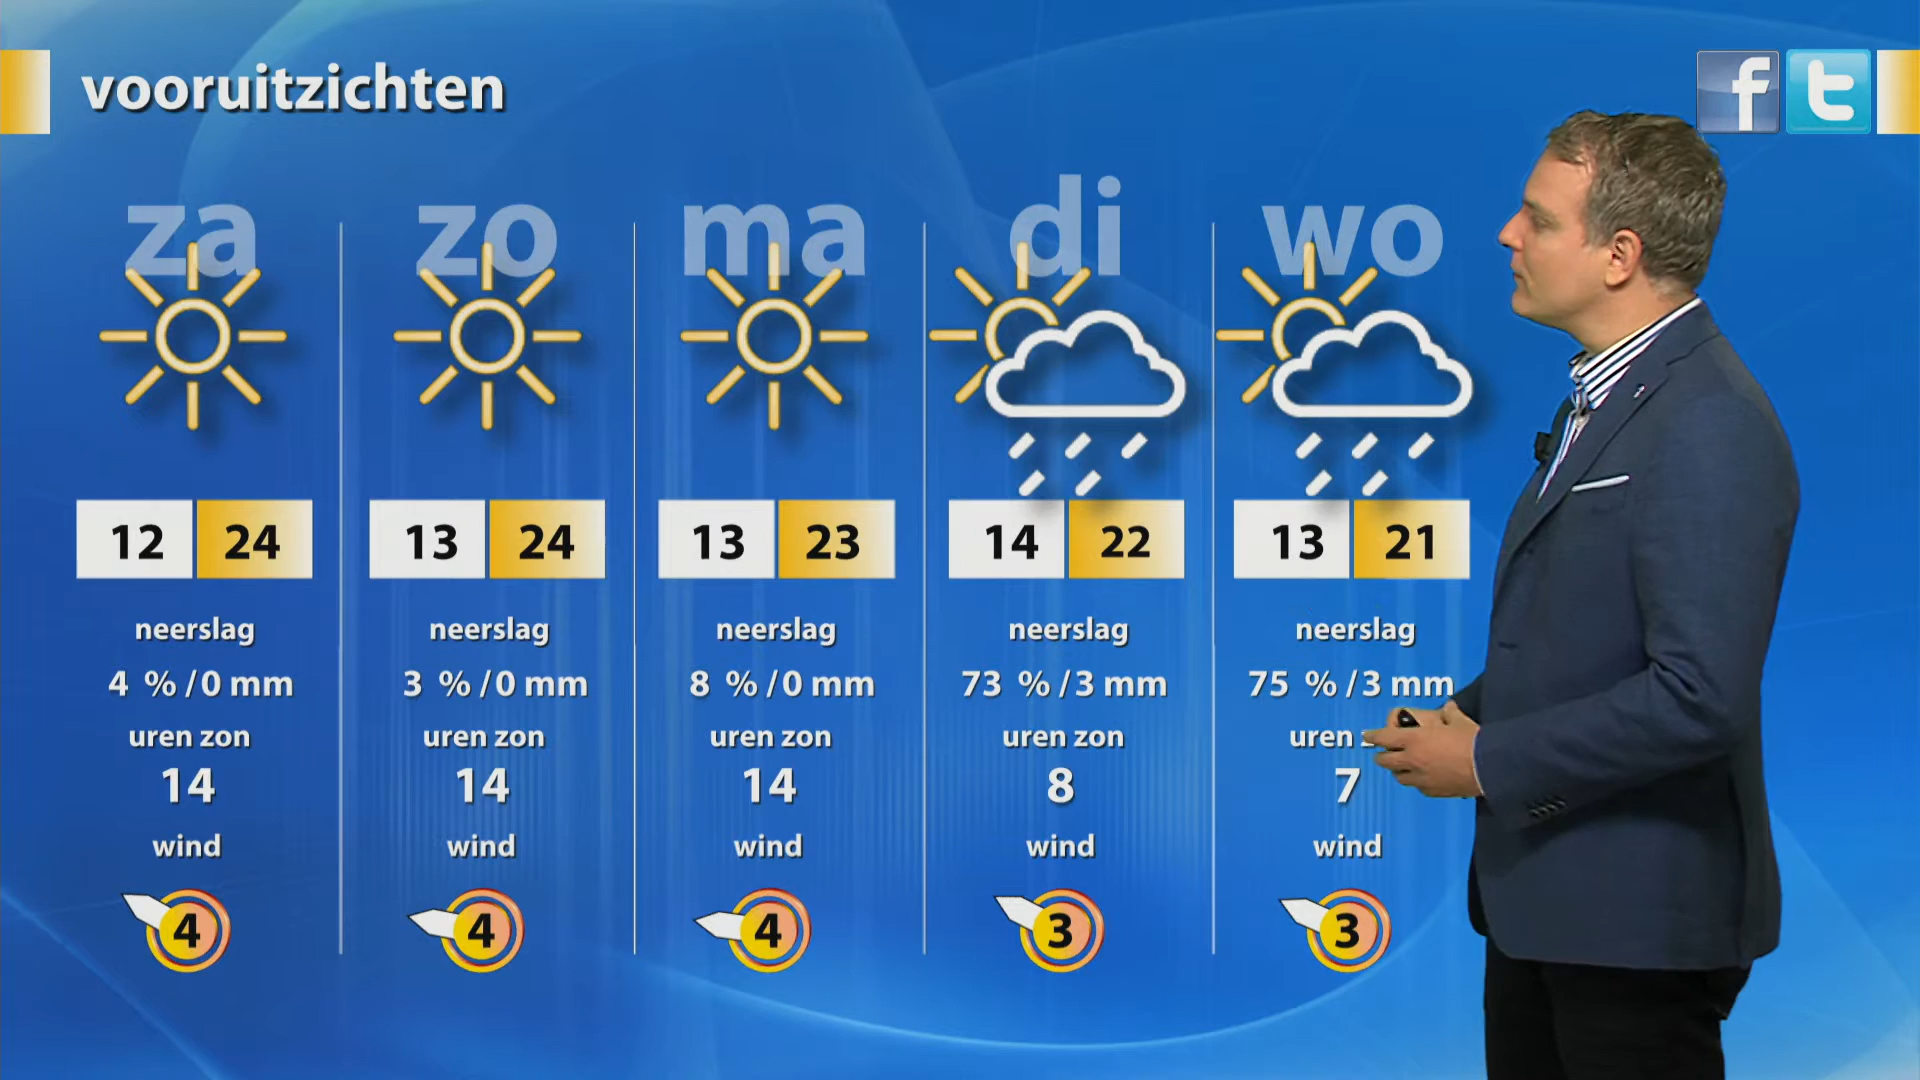 vooruitzichten
f t
za zo ma di wo
12 24 13 24 13 23 14 22 13 21
neerslag neerslag neerslag neerslag neerslag
4 % / 0 mm 3 % / 0 mm 8 % / 0 mm 73 % / 3 mm 75 % / 3 mm
uren zon uren zon uren zon uren zon uren
14 14 14 8 7
wind wind wind wind wind
4 4 4 3 3